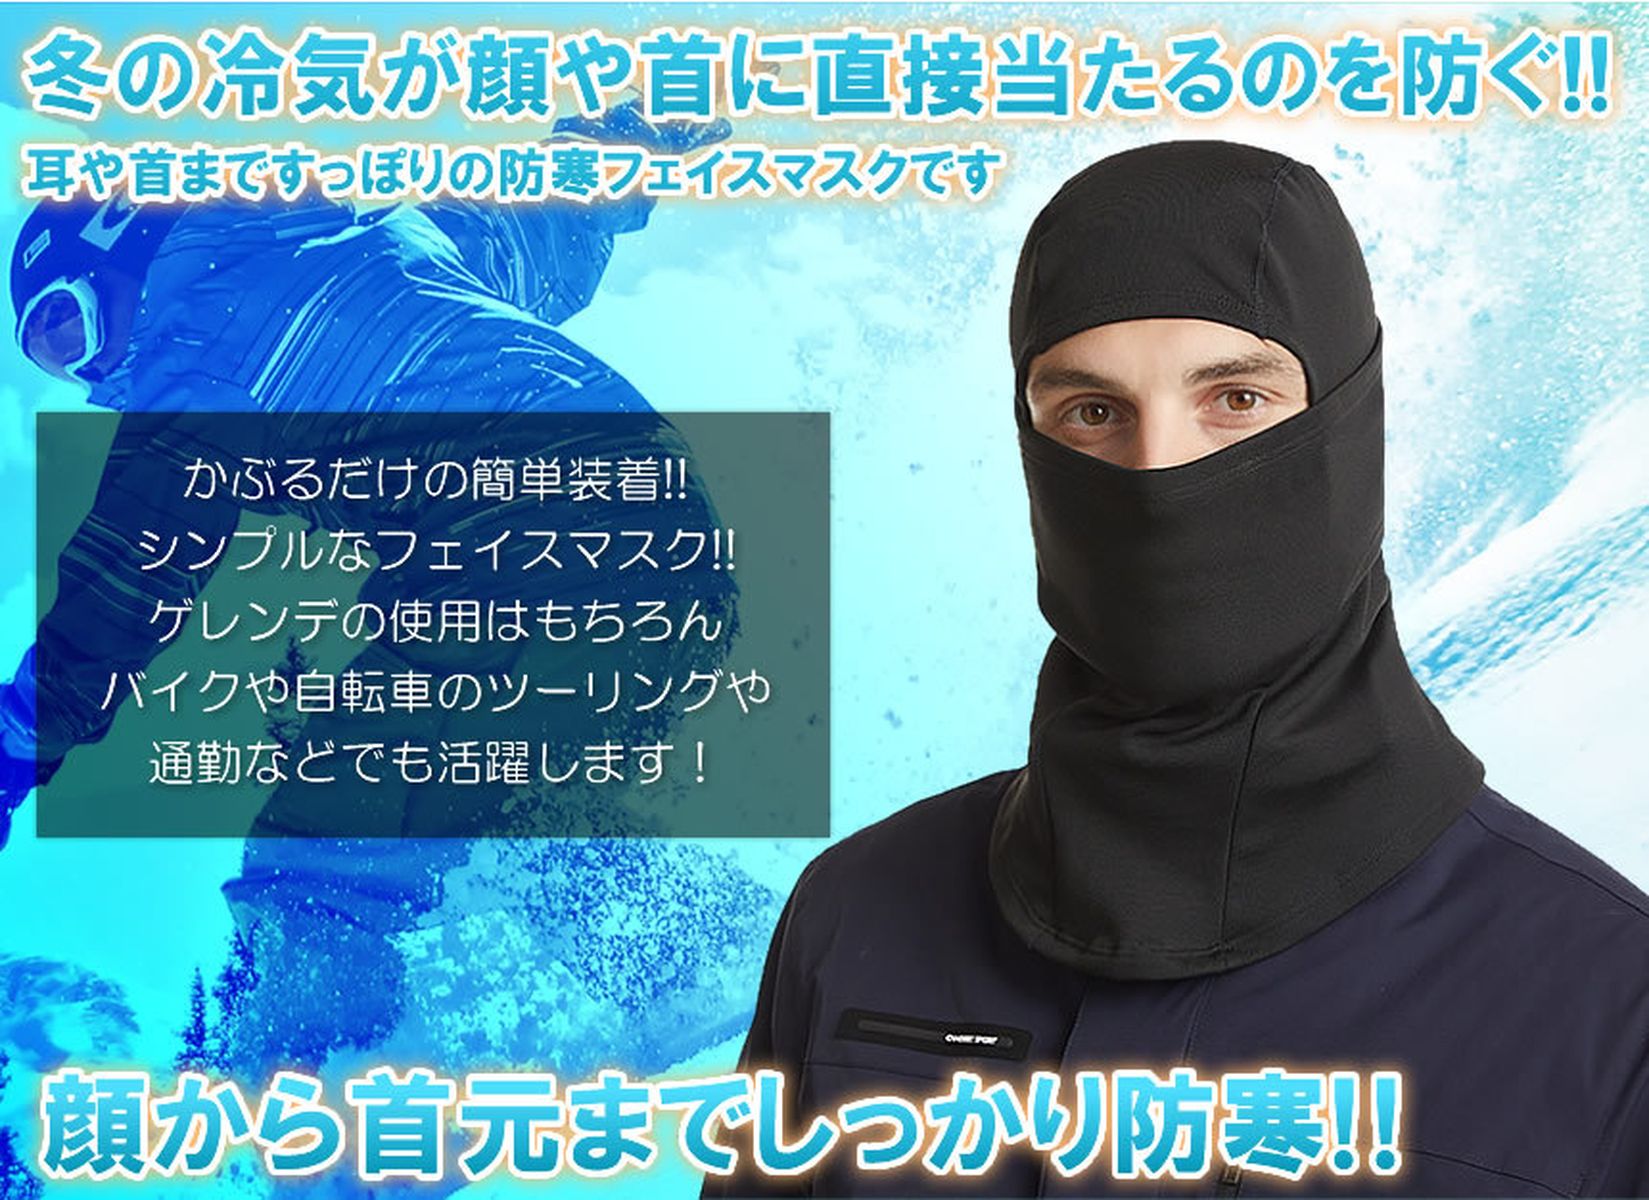 冬の冷気が顔や首に直接当たるのを防ぐ!!
耳や首まですっぽりの防寒フェイスマスクです
かぶるだけの簡単装着!!
シンプルなフェイスマスク!!
ゲレンデの使用はもちろん
バイクや自転車のツーリングや
通勤などでも活躍します！
顔から首元までしっかり防寒!!